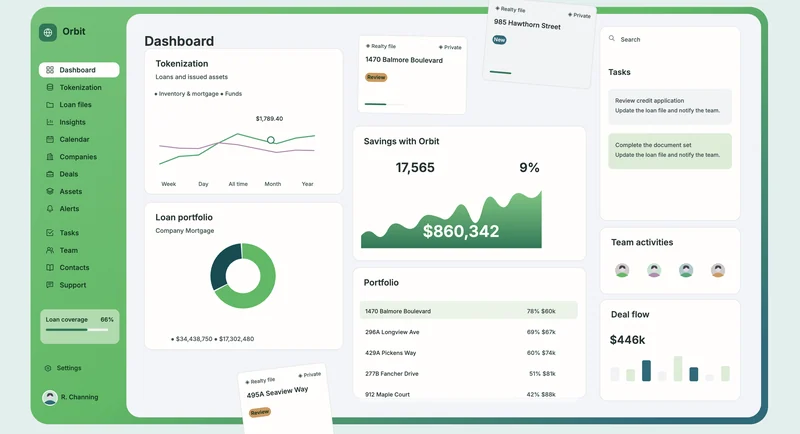 Orbit
Dashboard
Tokenization
Loan files
Insights
Calendar
Companies
Deals
Assets
Alerts
Tasks
Team
Contacts
Support
Loan coverage 66%
Settings
R. Channing
Dashboard
Tokenization
Loans and issued assets
• Inventory & mortgage • Funds
$1,789.40
Week Day All time Month Year
Loan portfolio
Company Mortgage
• $34,438,750 • $17,302,480
Realty file Private
495A Seaview Way
Review
Realty file Private
1470 Balmore Boulevard
Review
Realty file Private
985 Hawthorn Street
New
Savings with Orbit
17,565 9%
$860,342
Portfolio
1470 Balmore Boulevard 78% $60k
296A Longview Ave 69% $67k
429A Pickens Way 60% $74k
277B Fancher Drive 51% $81k
912 Maple Court 42% $88k
Search
Tasks
Review credit application
Update the loan file and notify the team.
Complete the document set
Update the loan file and notify the team.
Team activities
Deal flow
$446k